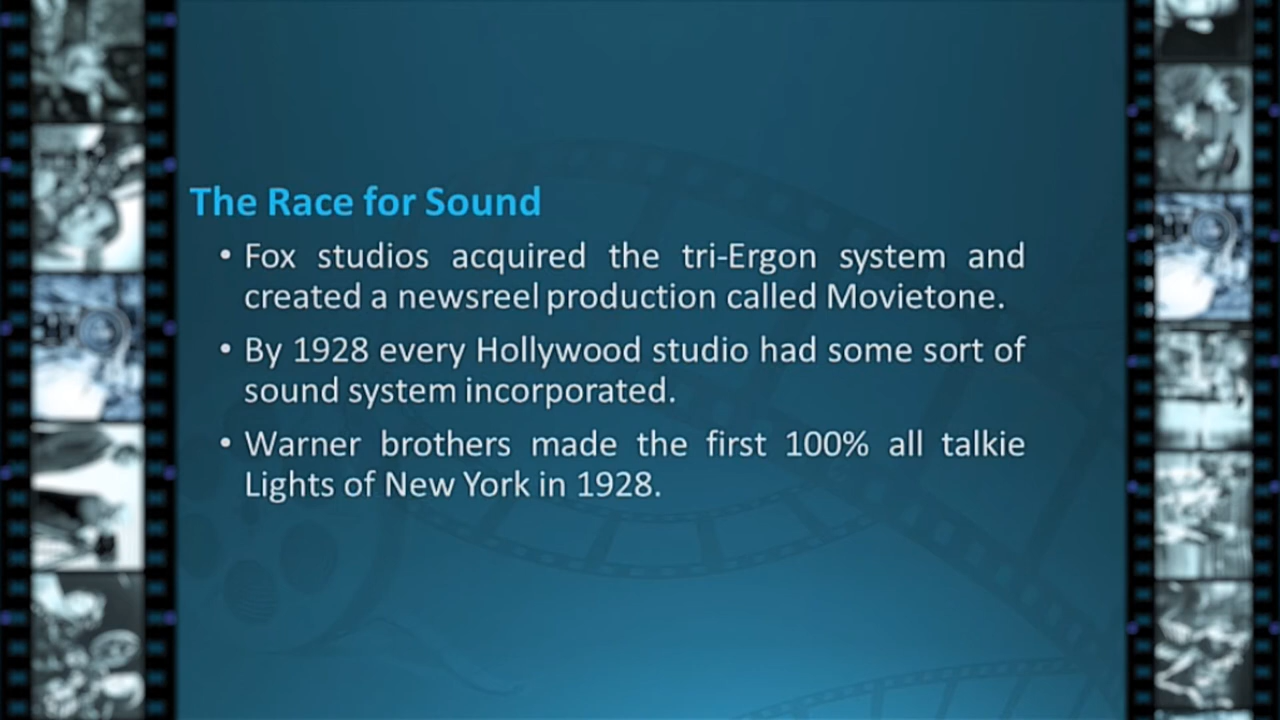 The Race for Sound
• Fox studios acquired the tri-Ergon system and
created a newsreel production called Movietone.
• By 1928 every Hollywood studio had some sort of
sound system incorporated.
• Warner brothers made the first 100% all talkie
Lights of New York in 1928.